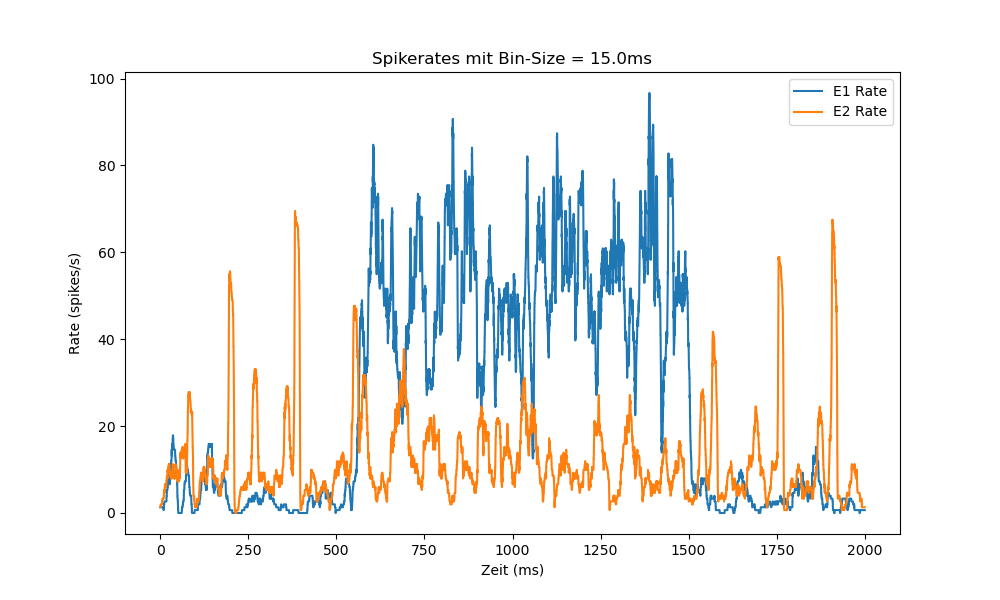 Spikerates mit Bin-Size = 15.0ms
E1 Rate
E2 Rate
Rate (spikes/s)
100
80
60
40
20
0
0 250 500 750 1000 1250 1500 1750 2000
Zeit (ms)